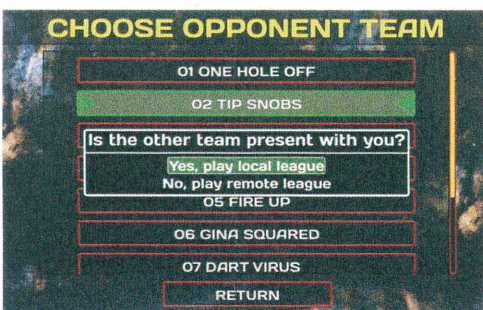 CHOOSE OPPONENT TEAM
01 ONE HOLE OFF
02 TIP SNOBS
Is the other team present with you?
Yes, play local league
No, play remote league
05 FIRE UP
06 GINA SQUARED
07 DART VIRUS
RETURN